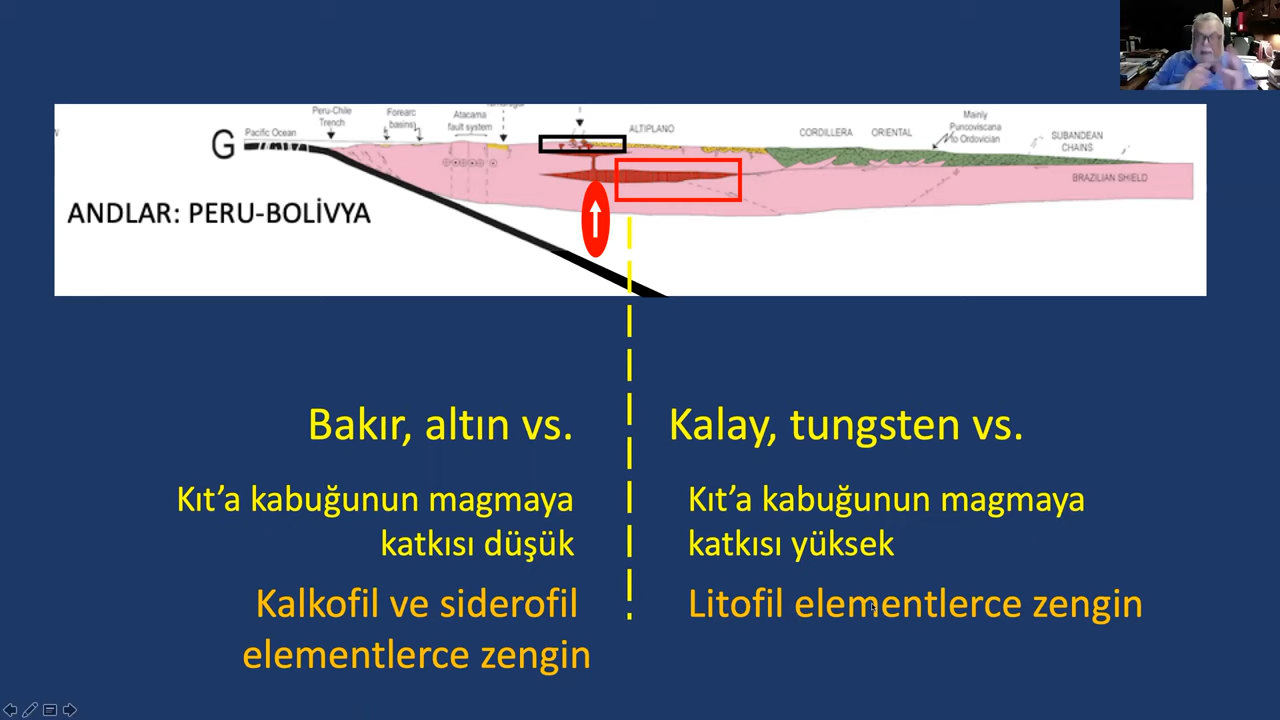 Peru-Chile
Trench
Forearc
basins
Atacama
fault system
Mainly
Puncoviscana
to Ordovician
G
Pacific Ocean
ALTIPLANO
CORDILLERA ORIENTAL
SUBANDEAN
CHAINS
BRAZILIAN SHIELD
ANDLAR: PERU-BOLİVYA
Bakır, altın vs.
Kalay, tungsten vs.
Kıt’a kabuğunun magmaya
katkısı düşük
Kıt’a kabuğunun magmaya
katkısı yüksek
Kalkofil ve siderofil
elementlerce zengin
Litofil elementlerce zengin